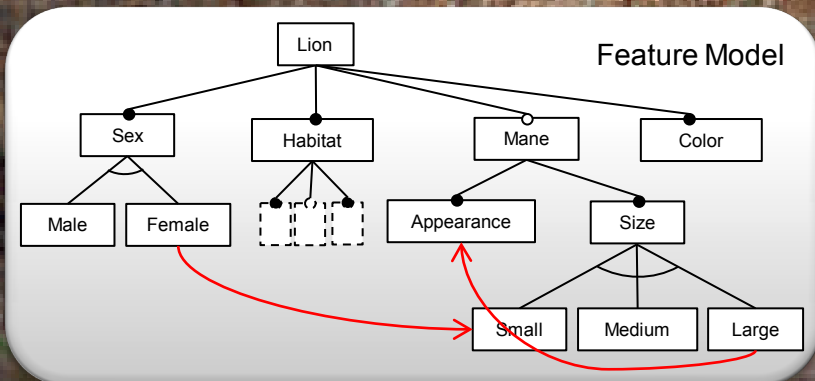 Lion
Feature Model
Sex
Habitat
Mane
Color
Male
Female
Appearance
Size
Small
Medium
Large